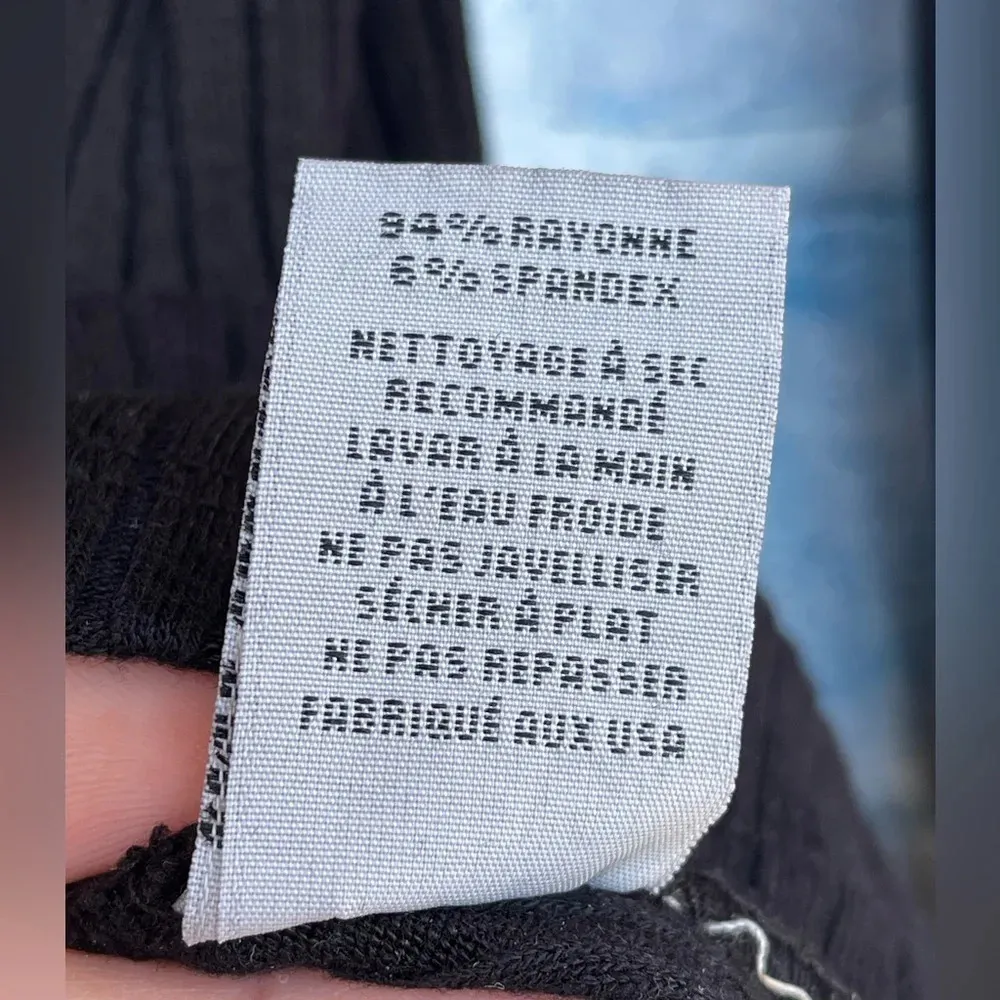 94% RAYONNE
6% SPANDEX
NETTOYAGE À SEC
RECOMMANDÉ
LAVAR À LA MAIN
À L'EAU FROIDE
NE PAS JAVELLISER
SÉCHER À PLAT
NE PAS REPASSER
FABRIQUÉ AUX USA